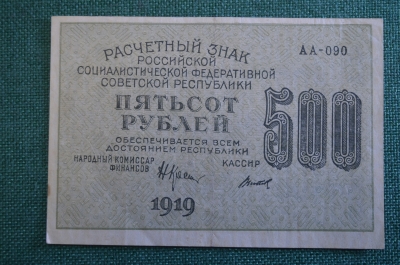 РАСЧЕТНЫЙ ЗНАК
АА-090
РОССИЙСКОЙ
СОЦИАЛИСТИЧЕСКОЙ ФЕДЕРАТИВНОЙ
СОВЕТСКОЙ РЕСПУБЛИКИ
ПЯТЬСОТ
РУБЛЕЙ
500
ОБЕСПЕЧИВАЕТСЯ ВСЕМ
ДОСТОЯНИЕМ РЕСПУБЛИКИ
НАРОДНЫЙ КОМИССАР
ФИНАНСОВ
КАССИР
1919